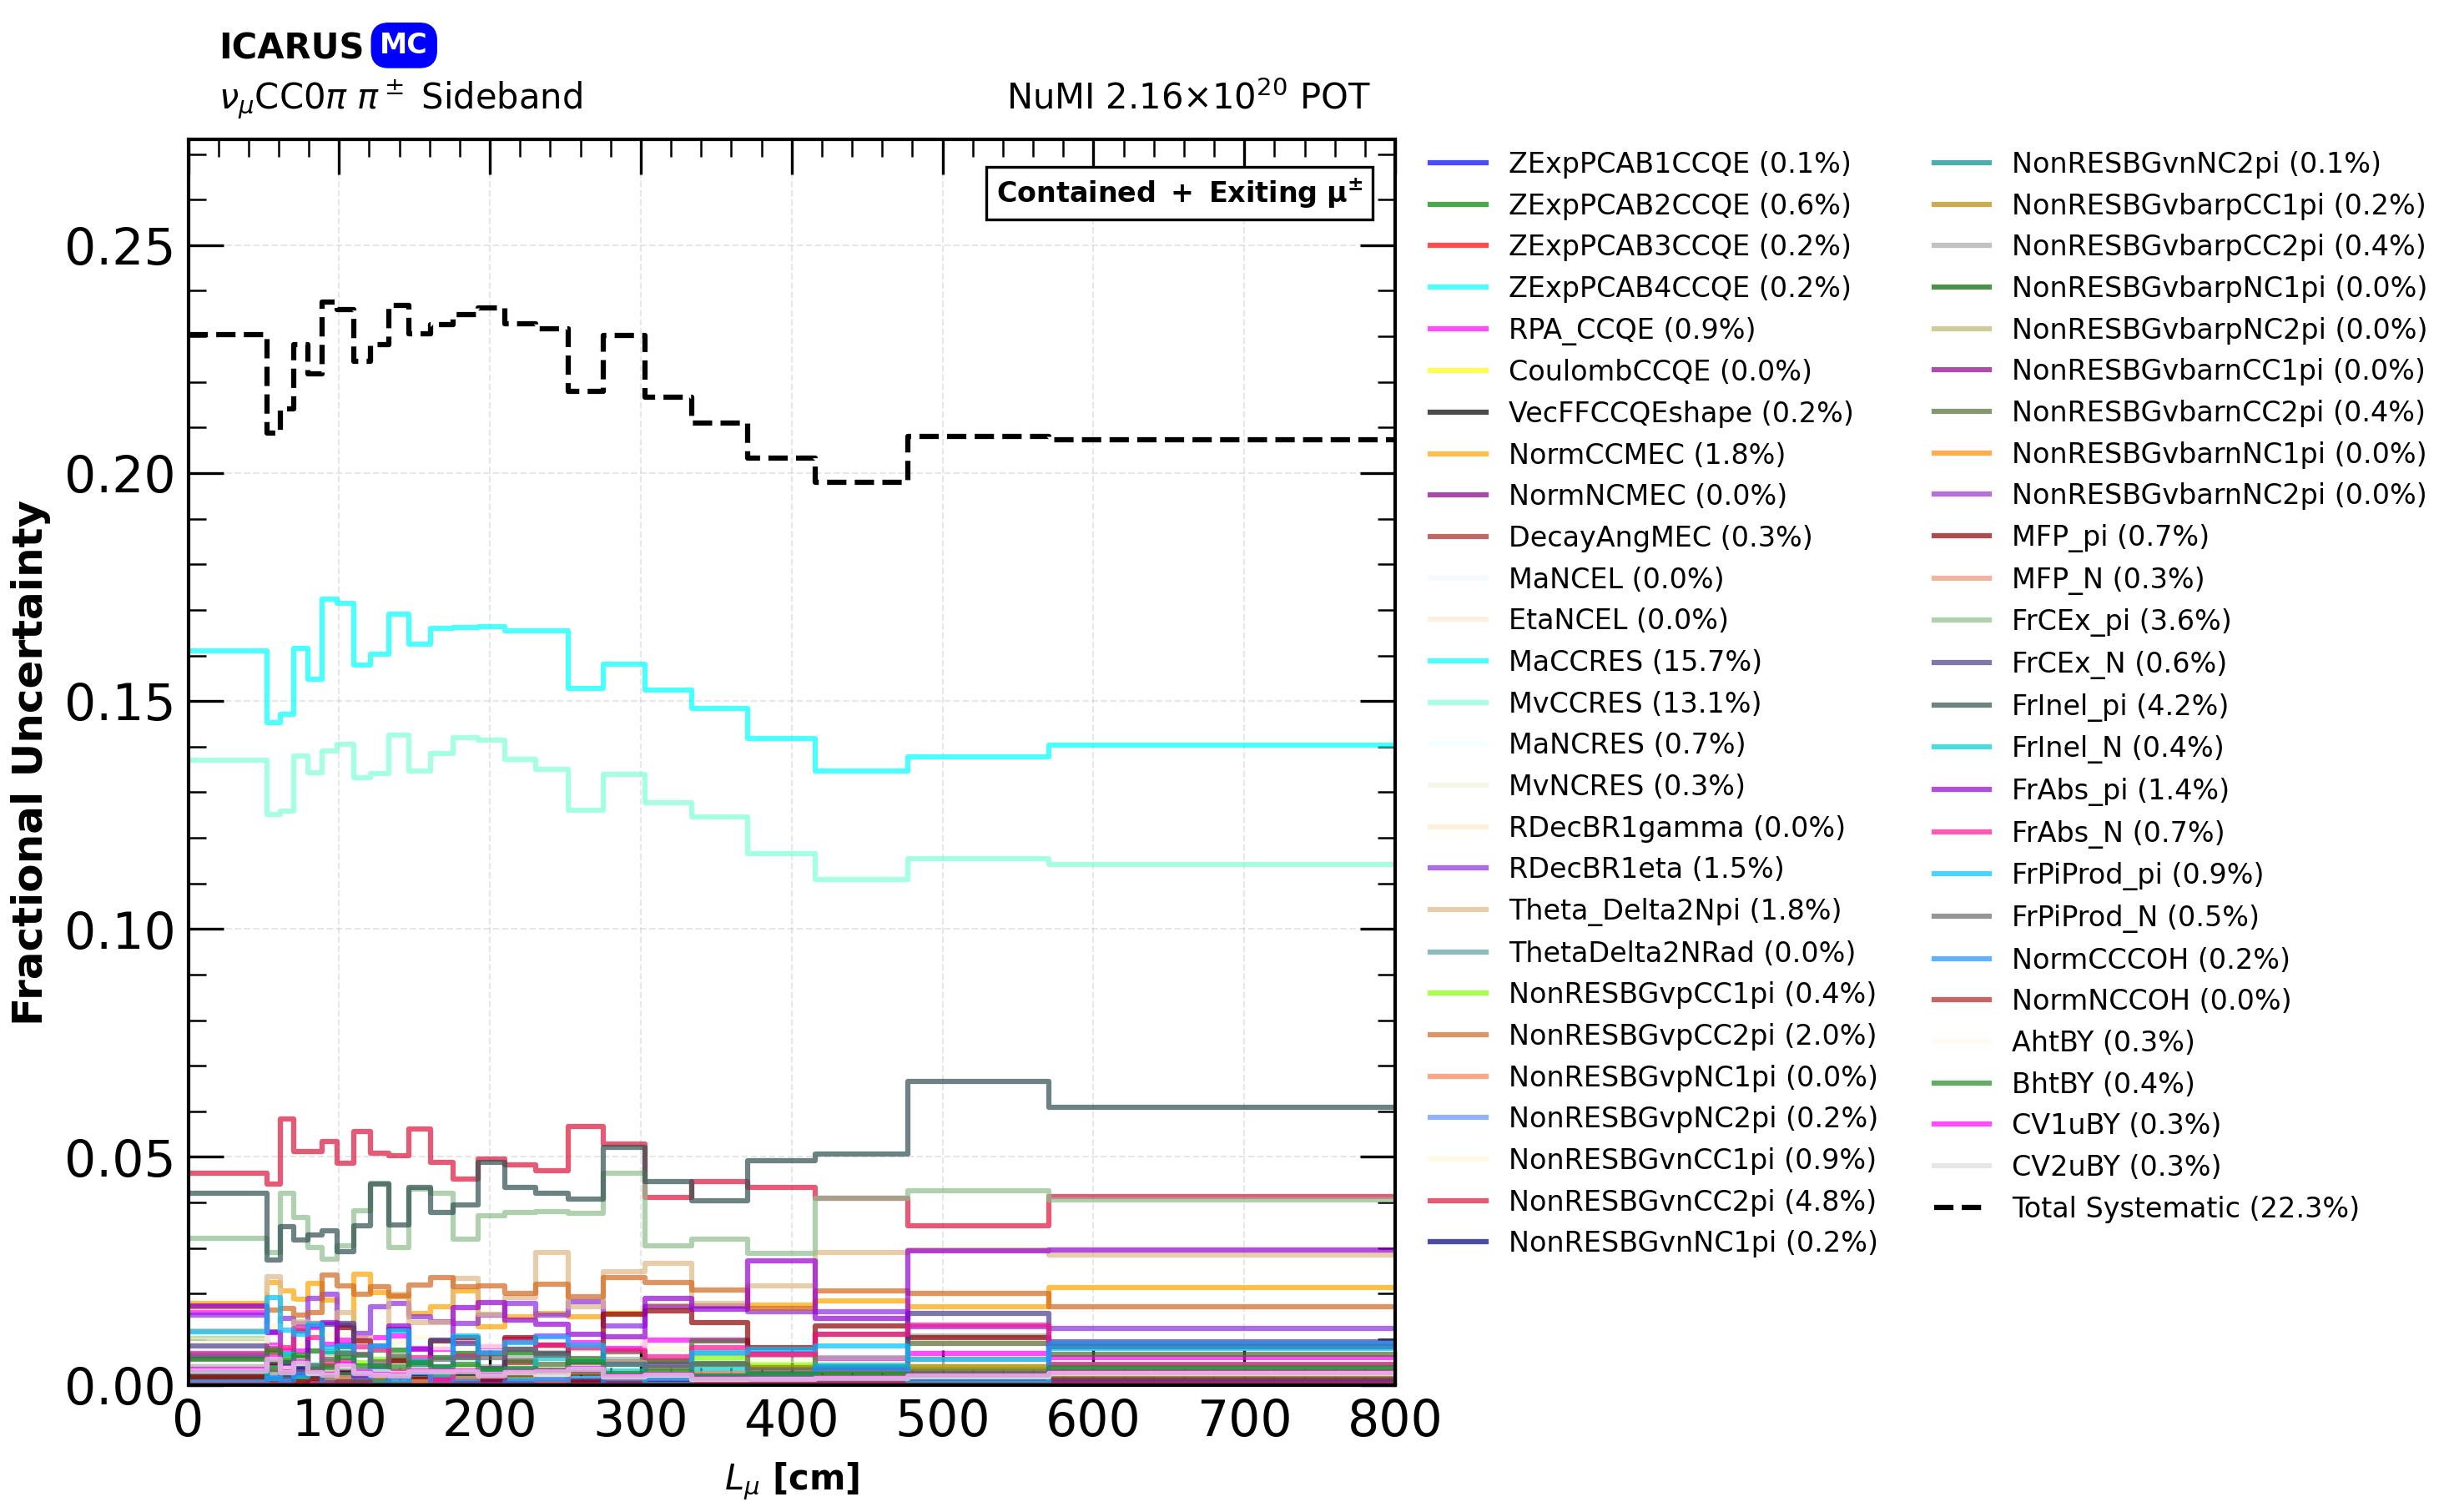 ICARUS MC
νμCC0π π± Sideband
NuMI 2.16×10²⁰ POT
Contained + Exiting μ±
Fractional Uncertainty
0.25
0.20
0.15
0.10
0.05
0.00
0 100 200 300 400 500 600 700 800
Lμ [cm]
ZExpPCAB1CCQE (0.1%)
ZExpPCAB2CCQE (0.6%)
ZExpPCAB3CCQE (0.2%)
ZExpPCAB4CCQE (0.2%)
RPA_CCQE (0.9%)
CoulombCCQE (0.0%)
VecFFCCQEshape (0.2%)
NormCCMEC (1.8%)
NormNCMEC (0.0%)
DecayAngMEC (0.3%)
MaNCEL (0.0%)
EtaNCEL (0.0%)
MaCCRES (15.7%)
MvCCRES (13.1%)
MaNCRES (0.7%)
MvNCRES (0.3%)
RDecBR1gamma (0.0%)
RDecBR1eta (1.5%)
Theta_Delta2Npi (1.8%)
ThetaDelta2NRad (0.0%)
NonRESBGvpCC1pi (0.4%)
NonRESBGvpCC2pi (2.0%)
NonRESBGvpNC1pi (0.0%)
NonRESBGvpNC2pi (0.2%)
NonRESBGvnCC1pi (0.9%)
NonRESBGvnCC2pi (4.8%)
NonRESBGvnNC1pi (0.2%)
NonRESBGvnNC2pi (0.1%)
NonRESBGvbarpCC1pi (0.2%)
NonRESBGvbarpCC2pi (0.4%)
NonRESBGvbarpNC1pi (0.0%)
NonRESBGvbarpNC2pi (0.0%)
NonRESBGvbarnCC1pi (0.0%)
NonRESBGvbarnCC2pi (0.4%)
NonRESBGvbarnNC1pi (0.0%)
NonRESBGvbarnNC2pi (0.0%)
MFP_pi (0.7%)
MFP_N (0.3%)
FrCEx_pi (3.6%)
FrCEx_N (0.6%)
FrInel_pi (4.2%)
FrInel_N (0.4%)
FrAbs_pi (1.4%)
FrAbs_N (0.7%)
FrPiProd_pi (0.9%)
FrPiProd_N (0.5%)
NormCCCOH (0.2%)
NormNCCOH (0.0%)
AhtBY (0.3%)
BhtBY (0.4%)
CV1uBY (0.3%)
CV2uBY (0.3%)
Total Systematic (22.3%)